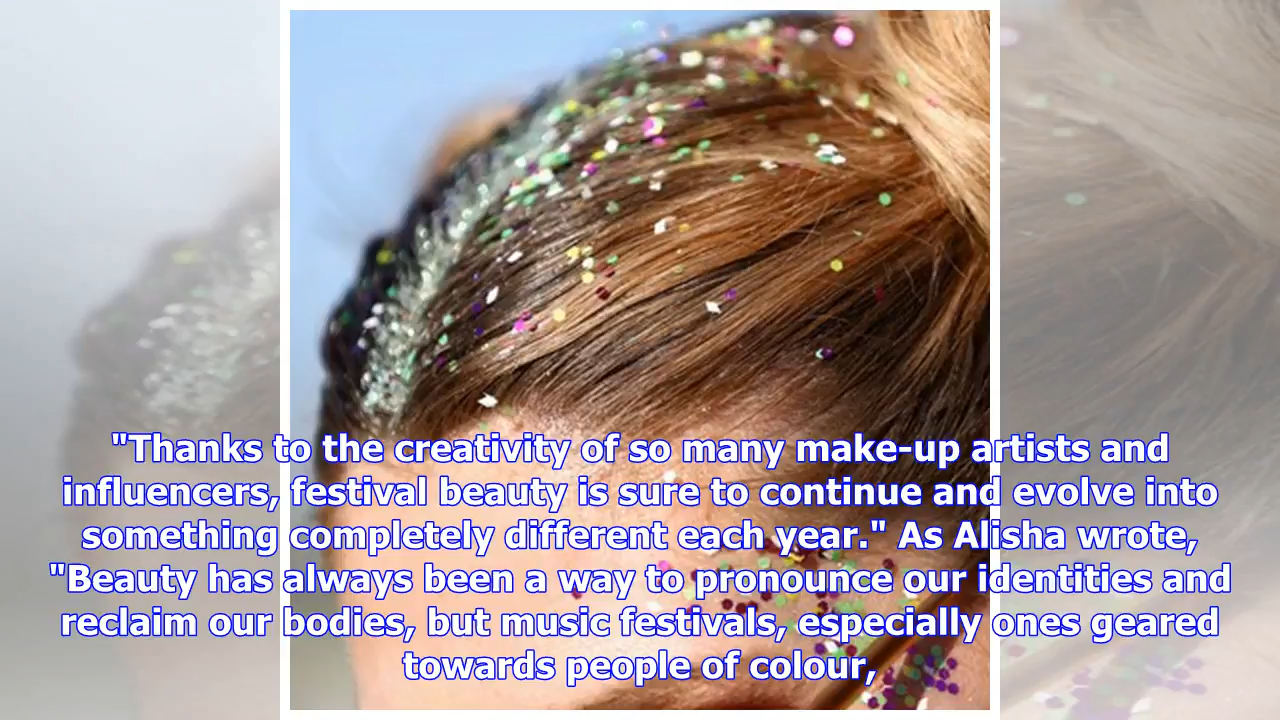 "Thanks to the creativity of so many make-up artists and
influencers, festival beauty is sure to continue and evolve into
something completely different each year." As Alisha wrote,
"Beauty has always been a way to pronounce our identities and
reclaim our bodies, but music festivals, especially ones geared
towards people of colour,